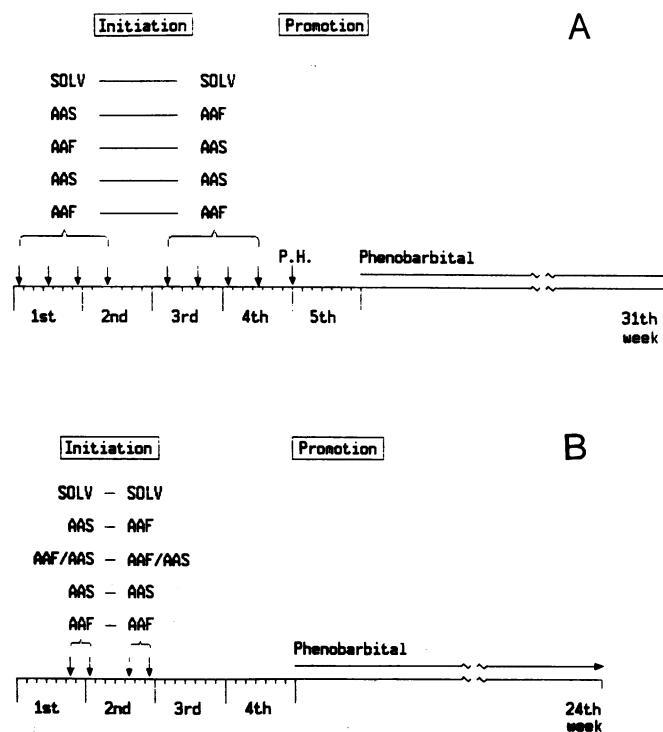 Initiation Promotion A
SOLV SOLV
AAS AAF
AAF AAS
AAS AAS
AAF AAF
P.H. Phenobarbital
1st 2nd 3rd 4th 5th 31th
week
Initiation Promotion B
SOLV – SOLV
AAS – AAF
AAF/AAS – AAF/AAS
AAS – AAS
AAF – AAF
Phenobarbital
1st 2nd 3rd 4th 24th
week